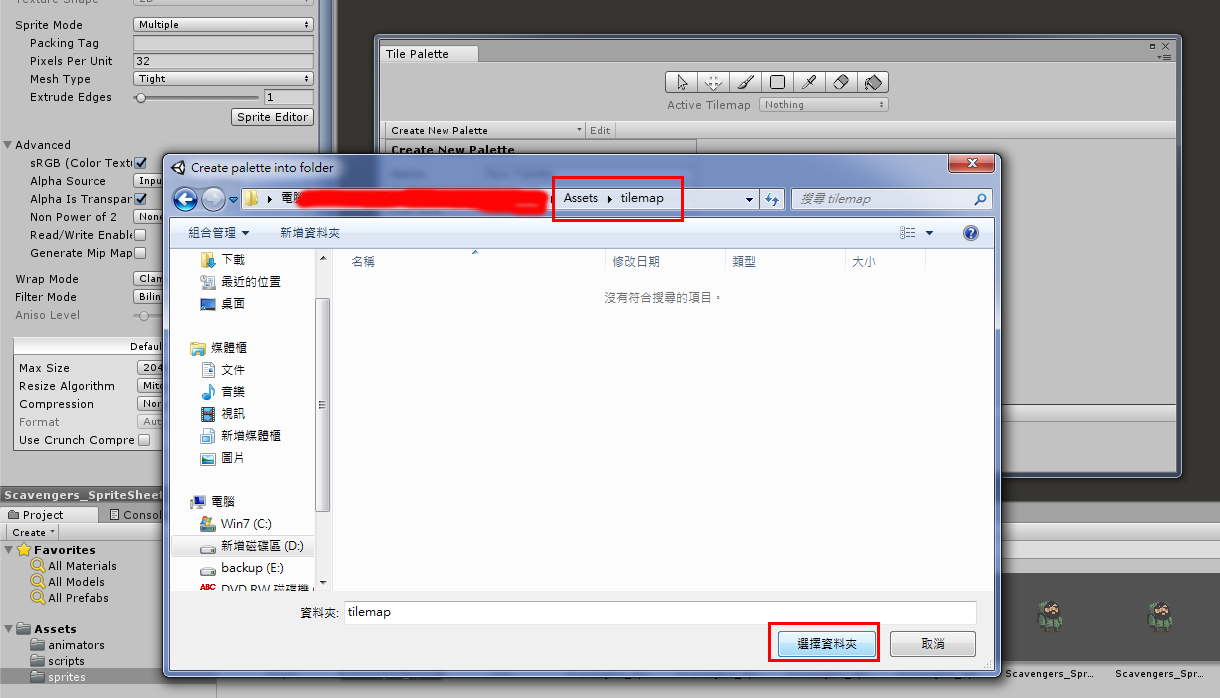 Sprite Mode
Multiple
Packing Tag
Pixels Per Unit
32
Mesh Type
Tight
Extrude Edges
1
Sprite Editor
Advanced
sRGB (Color Textu
Alpha Source
Inpu
Alpha Is Transpar
Non Power of 2
None
Read/Write Enable
Generate Mip Map
Wrap Mode
Clam
Filter Mode
Bilin
Aniso Level
Defaul
Max Size
204
Resize Algorithm
Mitc
Compression
Nor
Format
Aut
Use Crunch Compre
Tile Palette
Active Tilemap
Nothing
Create New Palette
Edit
Create New Palette
Create palette into folder
Assets
tilemap
搜尋 tilemap
組合管理
新增資料夾
名稱
修改日期
類型
大小
沒有符合搜尋的項目。
下載
最近的位置
桌面
媒體櫃
文件
音樂
視訊
新增媒體櫃
圖片
電腦
Win7 (C:)
新增磁碟區 (D:)
backup (E:)
DVD RW 磁碟機
資料夾:
tilemap
選擇資料夾
取消
Scavengers_SpriteSheet
Project
Consol
Create
Favorites
All Materials
All Models
All Prefabs
Assets
animators
scripts
sprites
Scavengers_Spr...
Scavengers_Spr...